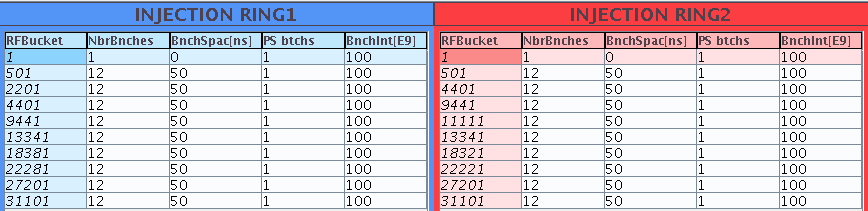 INJECTION RING1 INJECTION RING2
RFBucket NbrBnches BnchSpac[ns] PS btchs BnchInt[E9] RFBucket NbrBnches BnchSpac[ns] PS btchs BnchInt[E9]
1 1 0 1 100 1 1 0 1 100
501 12 50 1 100 501 12 50 1 100
2201 12 50 1 100 4401 12 50 1 100
4401 12 50 1 100 9441 12 50 1 100
9441 12 50 1 100 11111 12 50 1 100
13341 12 50 1 100 13341 12 50 1 100
18381 12 50 1 100 18321 12 50 1 100
22281 12 50 1 100 22221 12 50 1 100
27201 12 50 1 100 27201 12 50 1 100
31101 12 50 1 100 31101 12 50 1 100